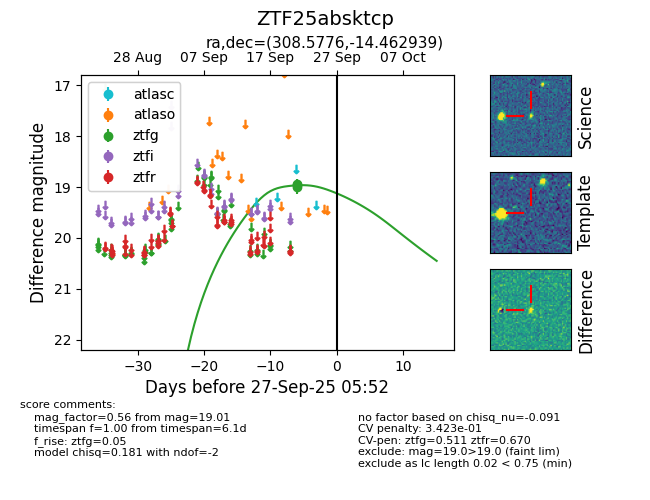 ZTF25absktcp
ra,dec=(308.5776,-14.462939)
28 Aug 07 Sep 17 Sep 27 Sep 07 Oct
17
18
19
20
21
22
Difference magnitude
atlasc
atlaso
ztfg
ztfi
ztfr
−30 −20 −10 0 10
Days before 27-Sep-25 05:52
Science
Template
Difference
score comments:
mag_factor=0.56 from mag=19.01
timespan f=1.00 from timespan=6.1d
f_rise: ztfg=0.05
model chisq=0.181 with ndof=-2
no factor based on chisq_nu=-0.091
CV penalty: 3.423e-01
CV-pen: ztfg=0.511 ztfr=0.670
exclude: mag=19.0>19.0 (faint lim)
exclude as lc length 0.02 < 0.75 (min)